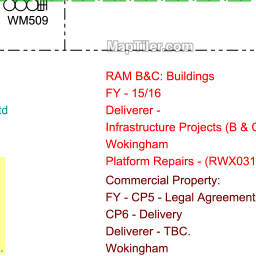 WM509
MapTiler.com
RAM B&C: Buildings
FY - 15/16
td
Deliverer -
Infrastructure Projects (B & C
Wokingham
Platform Repairs - (RWX031
Commercial Property:
FY - CP5 - Legal Agreement
CP6 - Delivery
Deliverer - TBC.
Wokingham